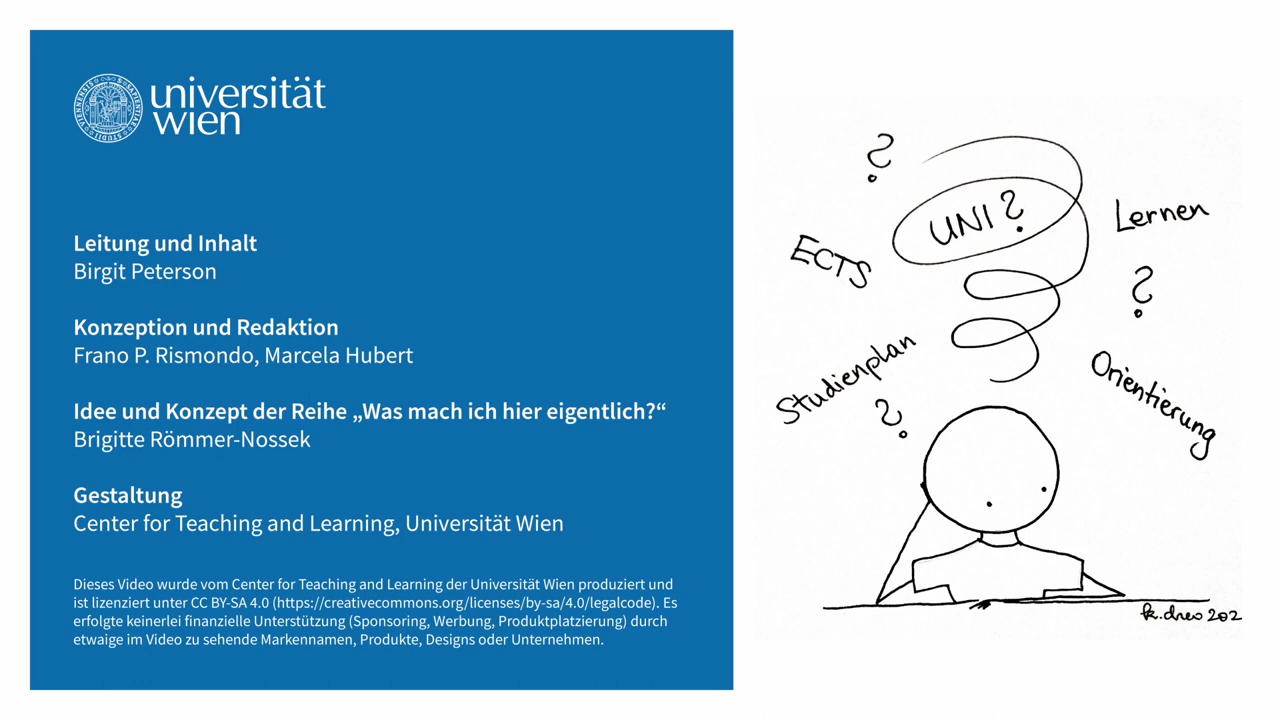 universität
wien
Leitung und Inhalt
Birgit Peterson
Konzeption und Redaktion
Frano P. Rismondo, Marcela Hubert
Idee und Konzept der Reihe „Was mach ich hier eigentlich?“
Brigitte Römmer-Nossek
Gestaltung
Center for Teaching and Learning, Universität Wien
Dieses Video wurde vom Center for Teaching and Learning der Universität Wien produziert und
ist lizenziert unter CC BY-SA 4.0 (https://creativecommons.org/licenses/by-sa/4.0/legalcode). Es
erfolgte keinerlei finanzielle Unterstützung (Sponsoring, Werbung, Produktplatzierung) durch
etwaige im Video zu sehende Markennamen, Produkte, Designs oder Unternehmen.
?
UNI?
Lernen
ECTS
?
Studienplan
?
Orientierung